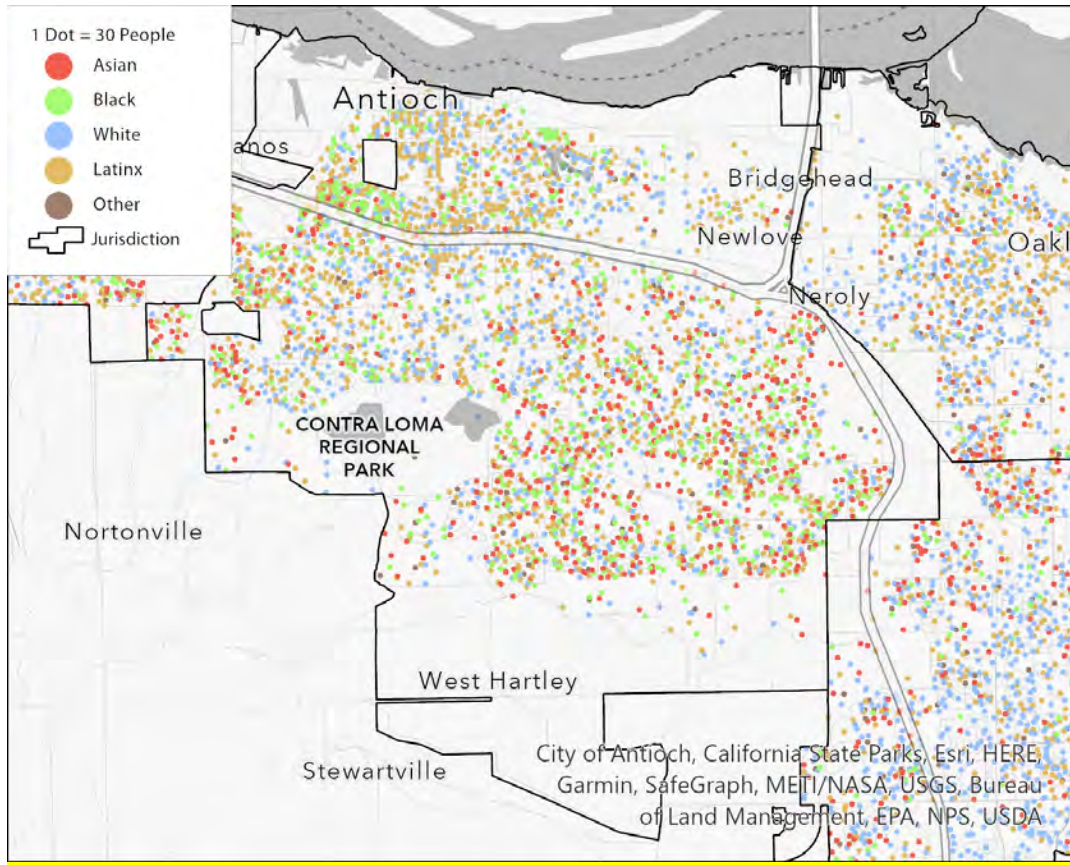 1 Dot = 30 People
Asian
Black
White
Latinx
Other
Jurisdiction
Antioch
anos
Bridgehead
Newlove
Oakl
Neroly
CONTRA LOMA
REGIONAL
PARK
Nortonville
West Hartley
Stewartville
City of Antioch, California State Parks, Esri, HERE,
Garmin, SafeGraph, METI/NASA, USGS, Bureau
of Land Management, EPA, NPS, USDA